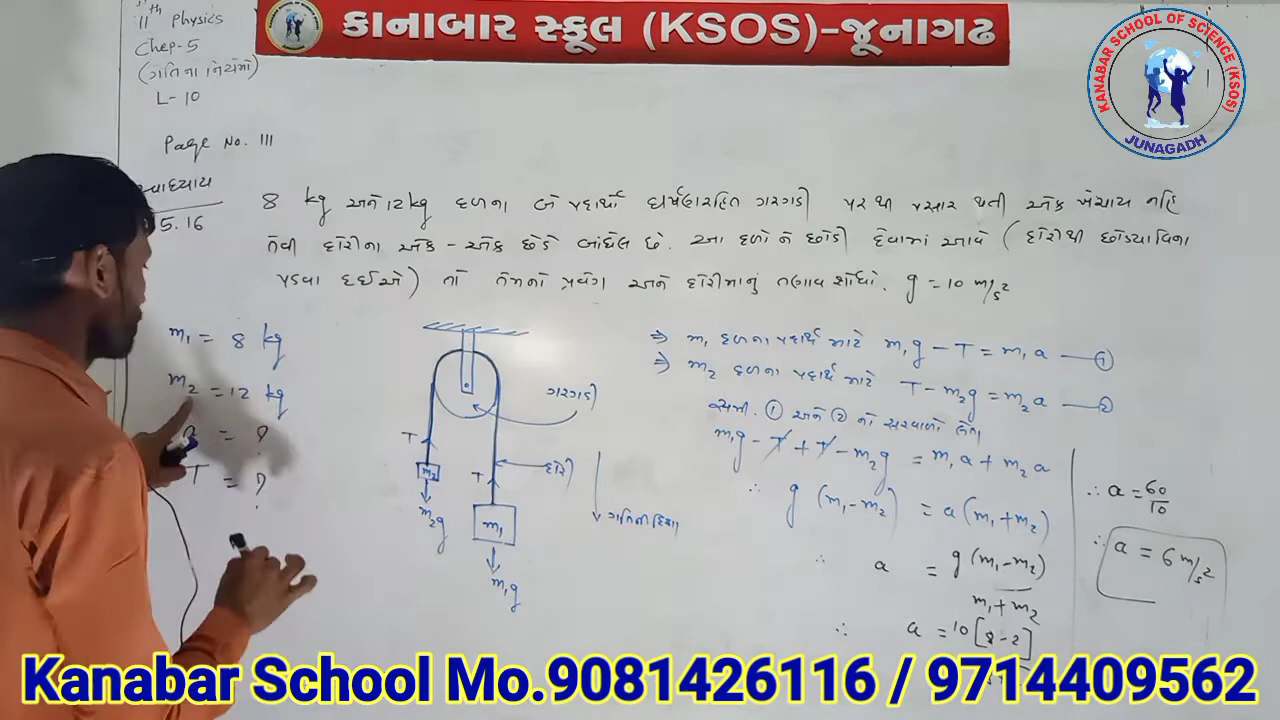 કાનાબાર સ્કૂલ (KSOS)-જૂનાગઢ
KANABAR SCHOOL OF SCIENCE (KSOS)
JUNAGADH
11th Physics
Chep-5
(ગતિના નિયમો)
L-10
Page No. 111
સ્વાધ્યાય
5.16
8 kg અને 12 kg દળના બે પદાર્થો ઘર્ષણરહિત ગરગડી પરથી પસાર થતી એક ખેંચાય નહિ
તેવી દોરીના એક-એક છેડે બાંધેલ છે. આ દળોને છોડી દેવામાં આવે (દોરીથી છોડ્યા વિના
પડવા દઈએ) તો તેમનો પ્રવેગ અને દોરીમાંનું તણાવ શોધો. g = 10 m/s²
m₁ = 8 kg
m₂ = 12 kg
= ?
T = ?
ગરગડી
T
m₂
m₂g
T
દોરી
m₁
m₁g
ગતિની દિશા
⇒ m₁ દળના પદાર્થ માટે m₁g - T = m₁a —①
⇒ m₂ દળના પદાર્થ માટે T - m₂g = m₂a —②
સમી. ① અને ② નો સરવાળો લેતા
m₁g - T + T - m₂g = m₁a + m₂a
∴ g (m₁-m₂) = a (m₁+m₂)
∴ a = g(m₁-m₂)
m₁+m₂
∴ a = 10
∴ a = 60
10
∴ a = 6 m/s²
Kanabar School Mo.9081426116 / 9714409562